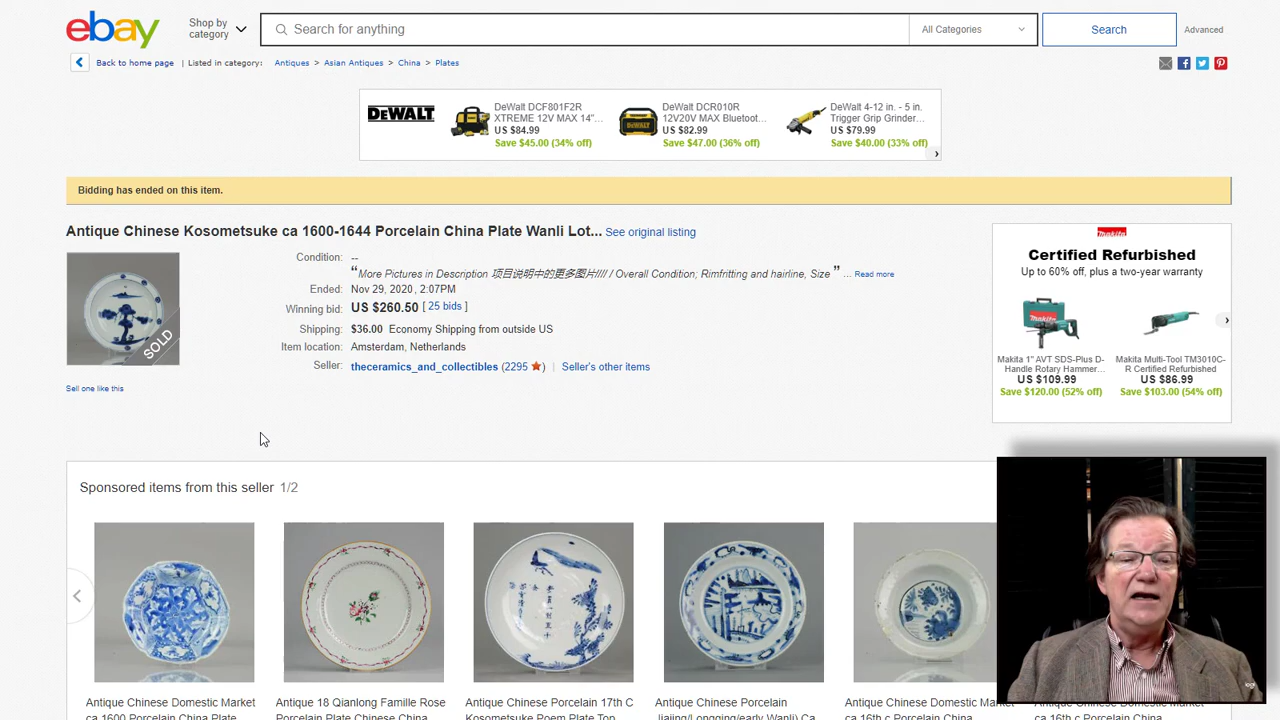 ebay
Shop by
category
Search for anything
All Categories
Search
Advanced
Back to home page | Listed in category: Antiques > Asian Antiques > China > Plates
DEWALT
DeWalt DCF801F2R
XTREME 12V MAX 14"...
US $84.99
Save $45.00 (34% off)
DeWalt DCR010R
12V20V MAX Bluetoot...
US $82.99
Save $47.00 (36% off)
DeWalt 4-12 in. - 5 in.
Trigger Grip Grinder...
US $79.99
Save $40.00 (33% off)
Bidding has ended on this item.
Antique Chinese Kosometsuke ca 1600-1644 Porcelain China Plate Wanli Lot... See original listing
SOLD
Sell one like this
Condition: --
“More Pictures in Description 项目说明中的更多图片//// / Overall Condition; Rimfritting and hairline, Size ” ... Read more
Ended: Nov 29, 2020 , 2:07PM
Winning bid: US $260.50 [ 25 bids ]
Shipping: $36.00 Economy Shipping from outside US
Item location: Amsterdam, Netherlands
Seller: theceramics_and_collectibles (2295 ) | Seller's other items
makita
Certified Refurbished
Up to 60% off, plus a two-year warranty
Makita 1" AVT SDS-Plus D-
Handle Rotary Hammer...
US $109.99
Save $120.00 (52% off)
Makita Multi-Tool TM3010C-
R Certified Refurbished
US $86.99
Save $103.00 (54% off)
Sponsored items from this seller 1/2
Antique Chinese Domestic Market
ca 1600 Porcelain China Plate
Antique 18 Qianlong Famille Rose
Porcelain Plate Chinese China
Antique Chinese Porcelain 17th C
Kosometsuke Poem Plate Top
Antique Chinese Porcelain
Jiajing/Longqing/early Wanli) Ca
Antique Chinese Domestic Mark
ca 16th c Porcelain China
ca 16th c Porcelain China